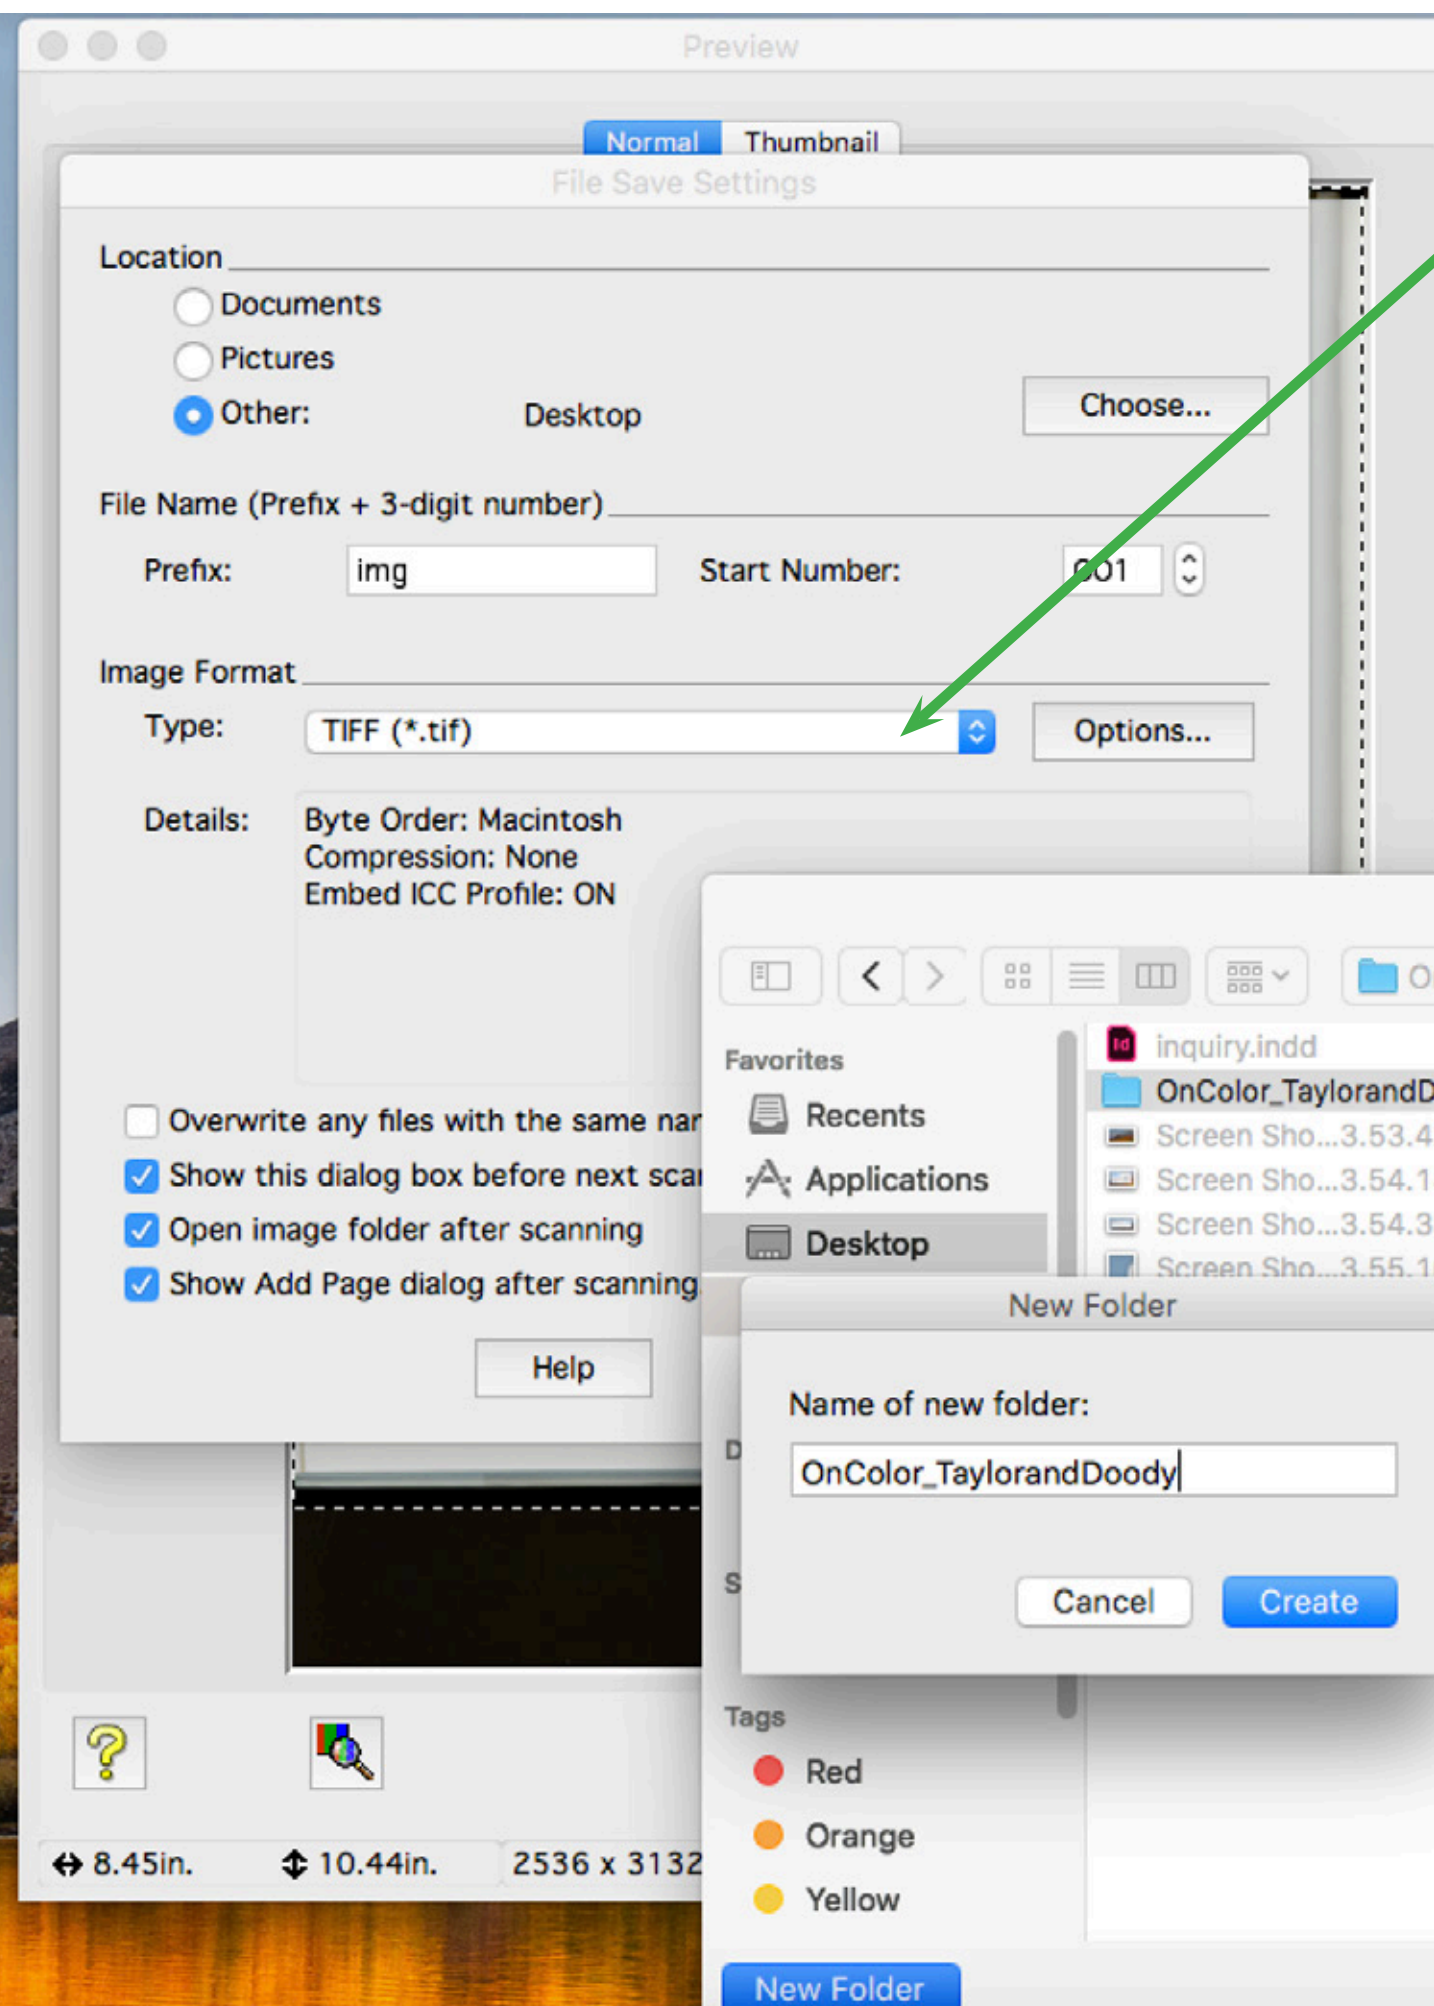 Preview
Normal Thumbnail
File Save Settings
Location
Documents
Pictures
Other: Desktop Choose...
File Name (Prefix + 3-digit number)
Prefix: img Start Number: 001
Image Format
Type: TIFF (*.tif) Options...
Details: Byte Order: Macintosh
Compression: None
Embed ICC Profile: ON
Overwrite any files with the same
Show this dialog box before next
Open image folder after scanning
Show Add Page dialog after scanning
Help
Favorites
Recents
Applications
Desktop
Id inquiry.indd
OnColor_TaylorandD
Screen Sho...3.53.4
Screen Sho...3.54.1
Screen Sho...3.54.3
Screen Sho...3.55.1
New Folder
Name of new folder:
OnColor_TaylorandDoody
Cancel Create
Tags
Red
Orange
Yellow
New Folder
?
8.45in. 10.44in. 2536 x 3132